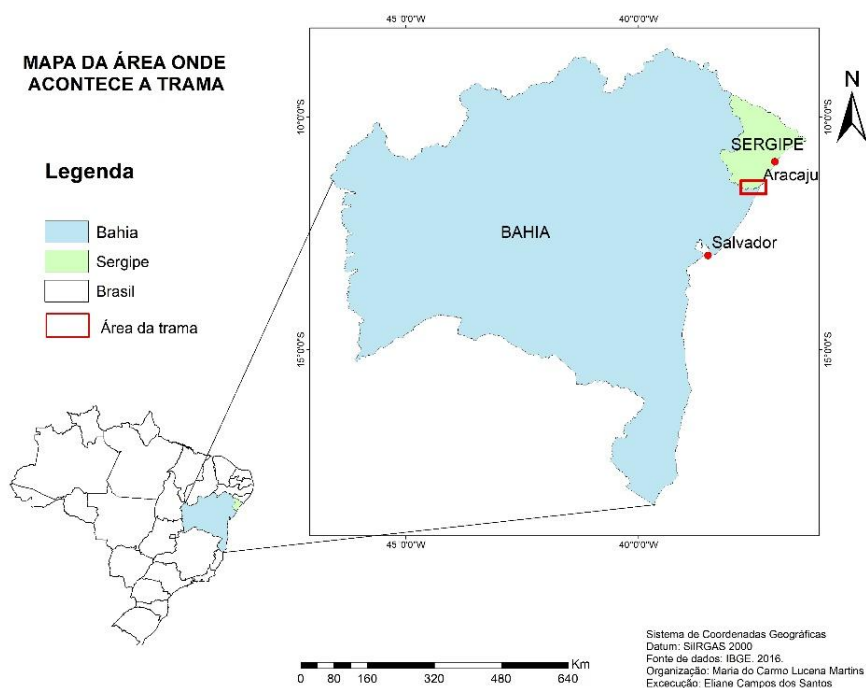 MAPA DA ÁREA ONDE
ACONTECE A TRAMA
Legenda
Bahia
Sergipe
Brasil
Área da trama
45°0'0"W
40°0'0"W
N
10°0'0"S
10°0'0"S
SERGIPE
Aracaju
BAHIA
Salvador
15°0'0"S
15°0'0"S
45°0'0"W
40°0'0"W
Km
0 40 80 160 320 480 640
Sistema de Coordenadas Geográficas
Datum: SIIRGAS 2000
Fonte de dados: IBGE. 2016.
Organização: Maria do Carmo Lucena Martins
Excecução: Eliane Campos dos Santos